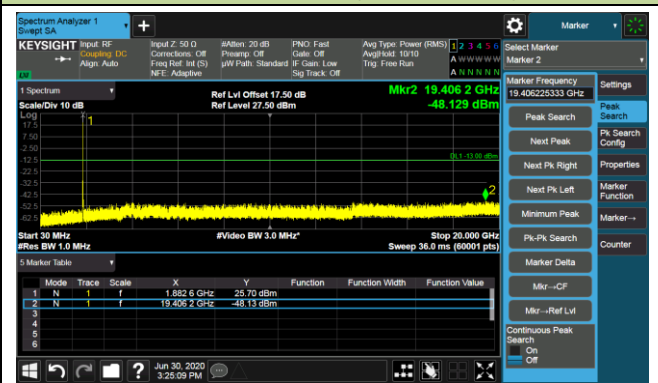 Spectrum Analyzer 1
Swept SA
+
Marker
KEYSIGHT Input: RF
Coupling: DC
Align: Auto
Input Z: 50 Ω
Corrections: Off
Freq Ref: Int (S)
NFE: Adaptive
#Atten: 20 dB
Preamp: Off
µW Path: Standard
PNO: Fast
Gate: Off
IF Gain: Low
Sig Track: Off
Avg Type: Power (RMS)
Avg|Hold: 10/10
Trig: Free Run
1 2 3 4 5 6
A W W W W W
A N N N N N
LXI
Select Marker
Marker 2
1 Spectrum
Scale/Div 10 dB
Ref Lvl Offset 17.50 dB
Ref Level 27.50 dBm
Mkr2 19.406 2 GHz
-48.129 dBm
Log
17.5
7.50
-2.50
-12.5
-22.5
-32.5
-42.5
-52.5
-62.5
1
DL1 -13.00 dBm
2
Start 30 MHz
#Res BW 1.0 MHz
#Video BW 3.0 MHz*
Stop 20.000 GHz
Sweep 36.0 ms (60001 pts)
5 Marker Table
Mode Trace Scale X Y Function Function Width Function Value
1 N 1 f 1.882 6 GHz 25.70 dBm
2 N 1 f 19.406 2 GHz -48.13 dBm
3
4
5
6
Marker Frequency
19.406225333 GHz
Peak Search
Next Peak
Next Pk Right
Next Pk Left
Minimum Peak
Pk-Pk Search
Marker Delta
Mkr→CF
Mkr→Ref Lvl
Continuous Peak
Search
On
Off
Settings
Peak
Search
Pk Search
Config
Properties
Marker
Function
Marker→
Counter
?
Jun 30, 2020
3:25:09 PM